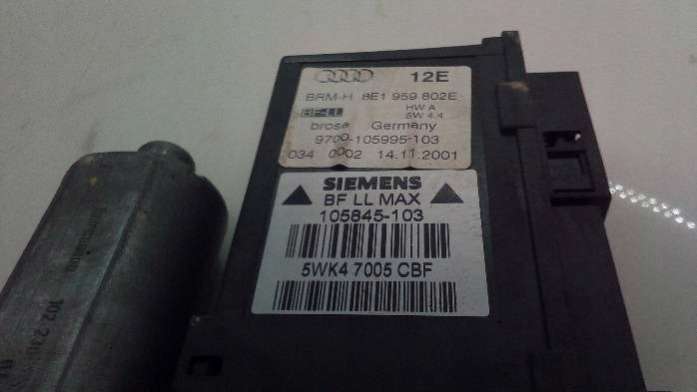 12E
BRM-H 8E1 959 802E
BF-LL HW A
SW 4.4
brose Germany
9700-105995-103
034 0002 14.11.2001
SIEMENS
BF LL MAX
105845-103
5WK4 7005 CBF